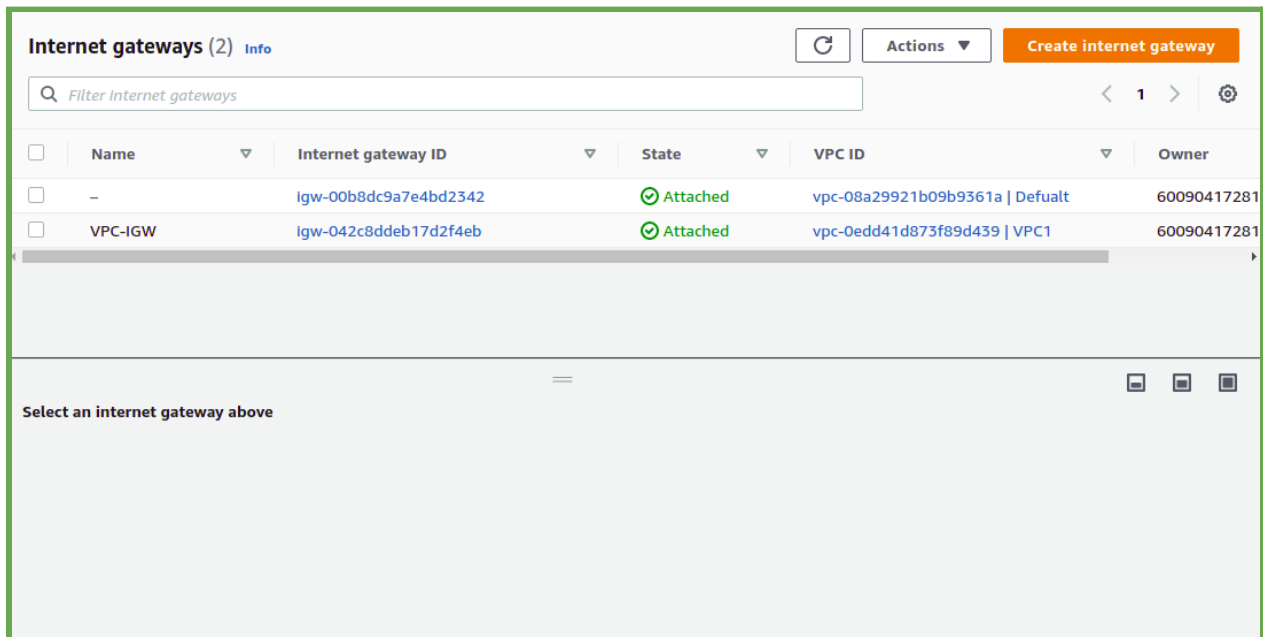 Internet gateways (2) Info
Actions ▼ Create internet gateway
Filter internet gateways
1
Name Internet gateway ID State VPC ID Owner
– igw-00b8dc9a7e4bd2342 Attached vpc-08a29921b09b9361a | Defualt 60090417281
VPC-IGW igw-042c8ddeb17d2f4eb Attached vpc-0edd41d873f89d439 | VPC1 60090417281
Select an internet gateway above